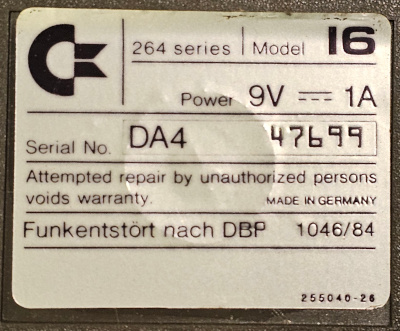 264 series | Model 16
Power 9V ⎓ 1A
Serial No. DA4 47699
Attempted repair by unauthorized persons
voids warranty. MADE IN GERMANY
Funkentstört nach DBP 1046/84
255040-26